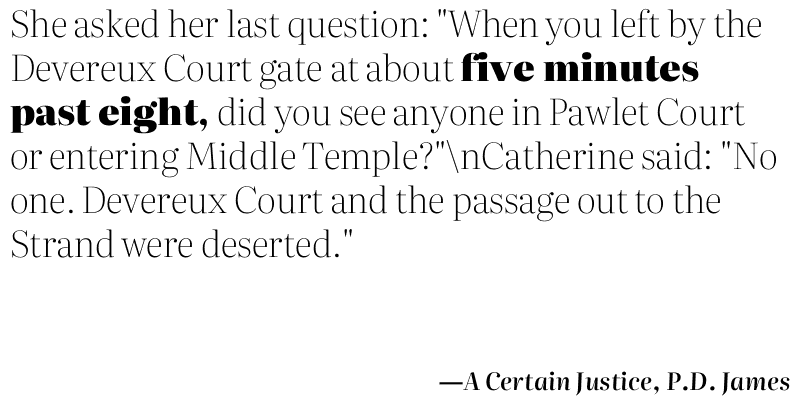 She asked her last question: "When you left by the
Devereux Court gate at about five minutes
past eight, did you see anyone in Pawlet Court
or entering Middle Temple?"\nCatherine said: "No
one. Devereux Court and the passage out to the
Strand were deserted."
—A Certain Justice, P.D. James